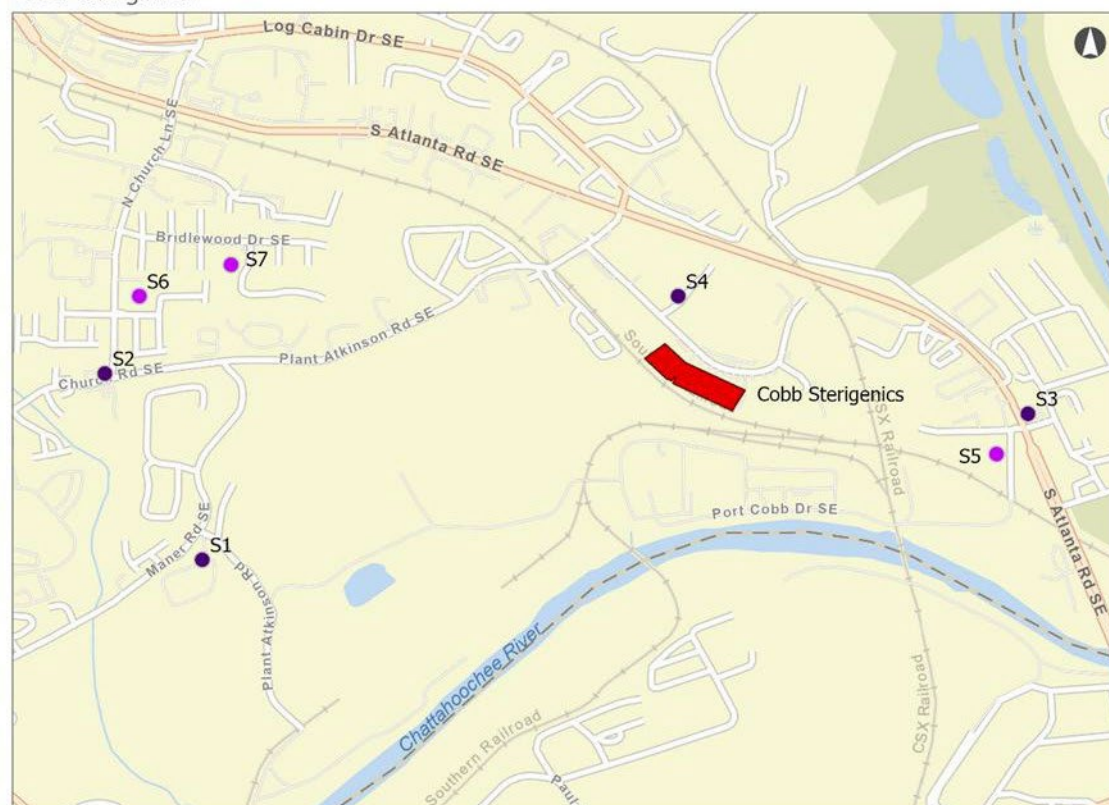 Log Cabin Dr SE
S Atlanta Rd SE
N Church Ln SE
Bridlewood Dr SE
S7
S6
S4
Plant Atkinson Rd SE
S2
Church Rd SE
Cobb Sterigenics
S3
CSX Railroad
S5
S Atlanta Rd SE
Port Cobb Dr SE
Maner Rd SE
S1
Plant Atkinson Rd
Chattahoochee River
CSX Railroad
Southern Railroad